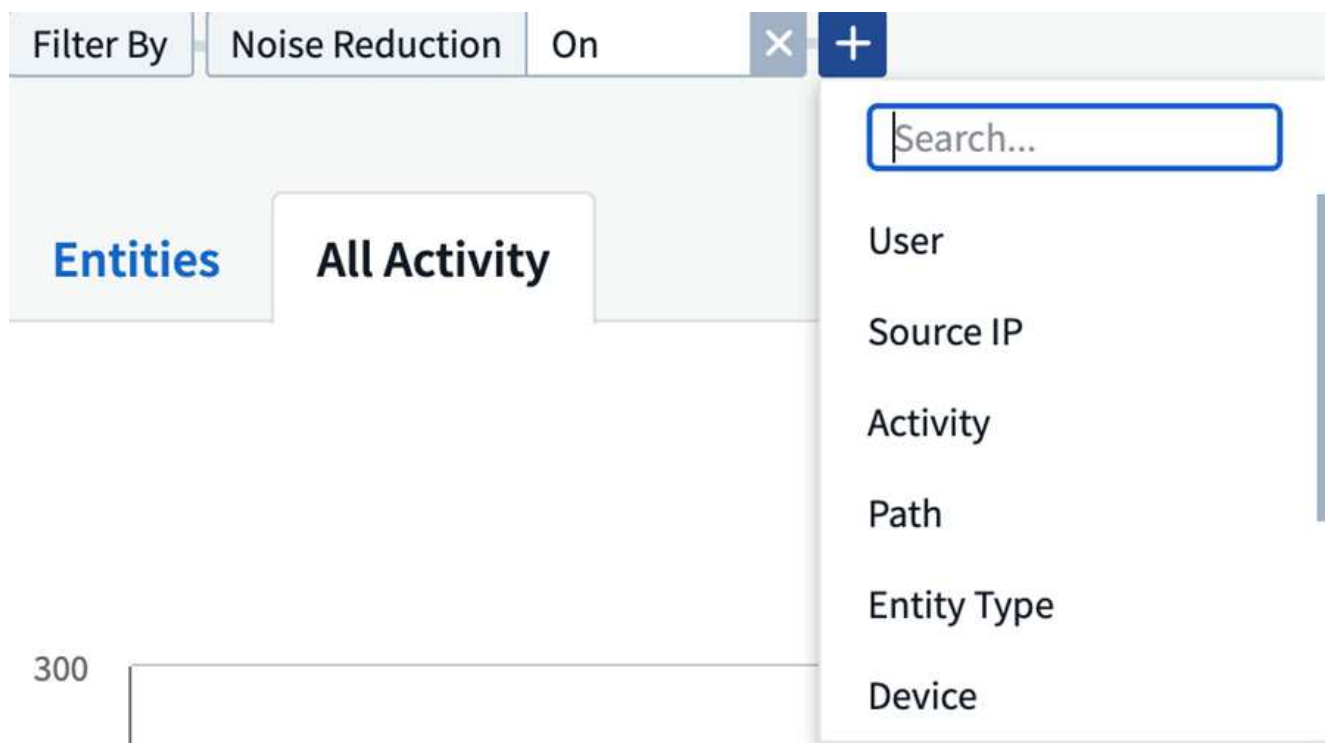 Filter By Noise Reduction On × +
Search...
User
Entities All Activity
Source IP
Activity
Path
Entity Type
300
Device